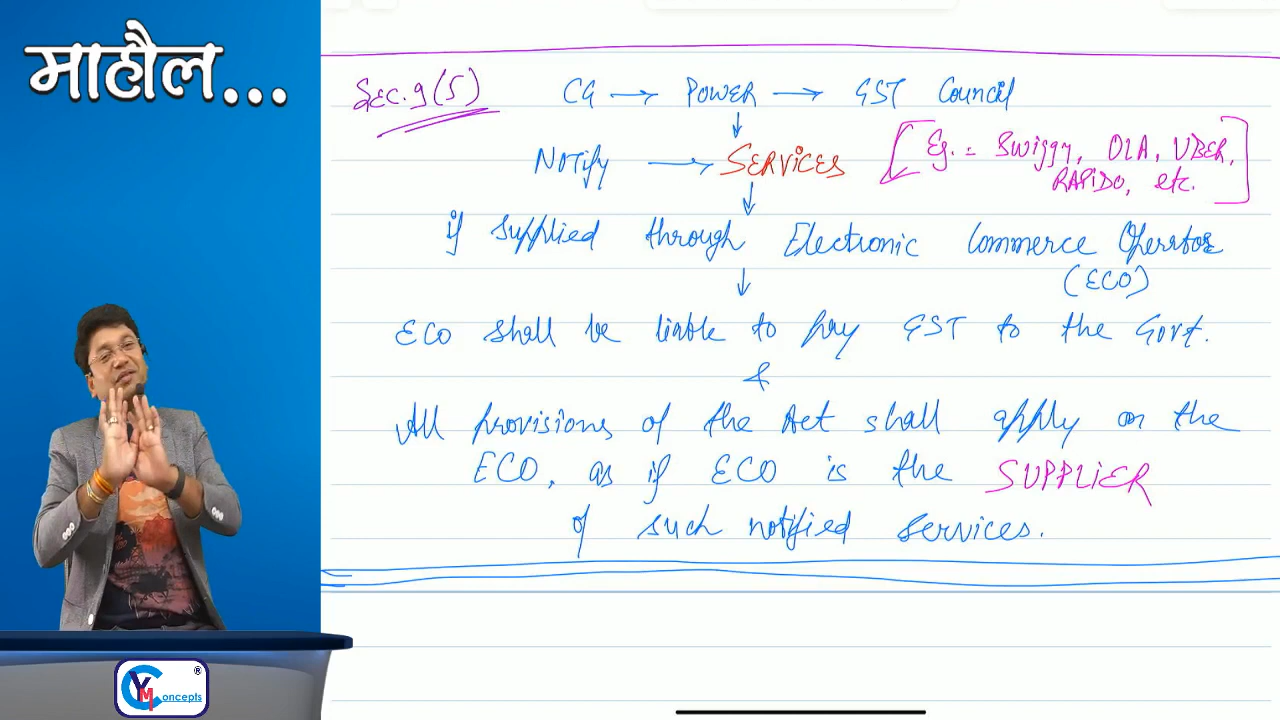 माहौल...
Sec. 9(5) CG → POWER → GST Council
Notify → SERVICES [Eg. = Swiggy, OLA, UBER,
RAPIDO, etc.]
if supplied through Electronic Commerce Operator
(ECO)
ECO shall be liable to pay GST to the Govt.
&
All provisions of the Act shall apply on the
ECO, as if ECO is the SUPPLIER
of such notified services.
YM Concepts ®